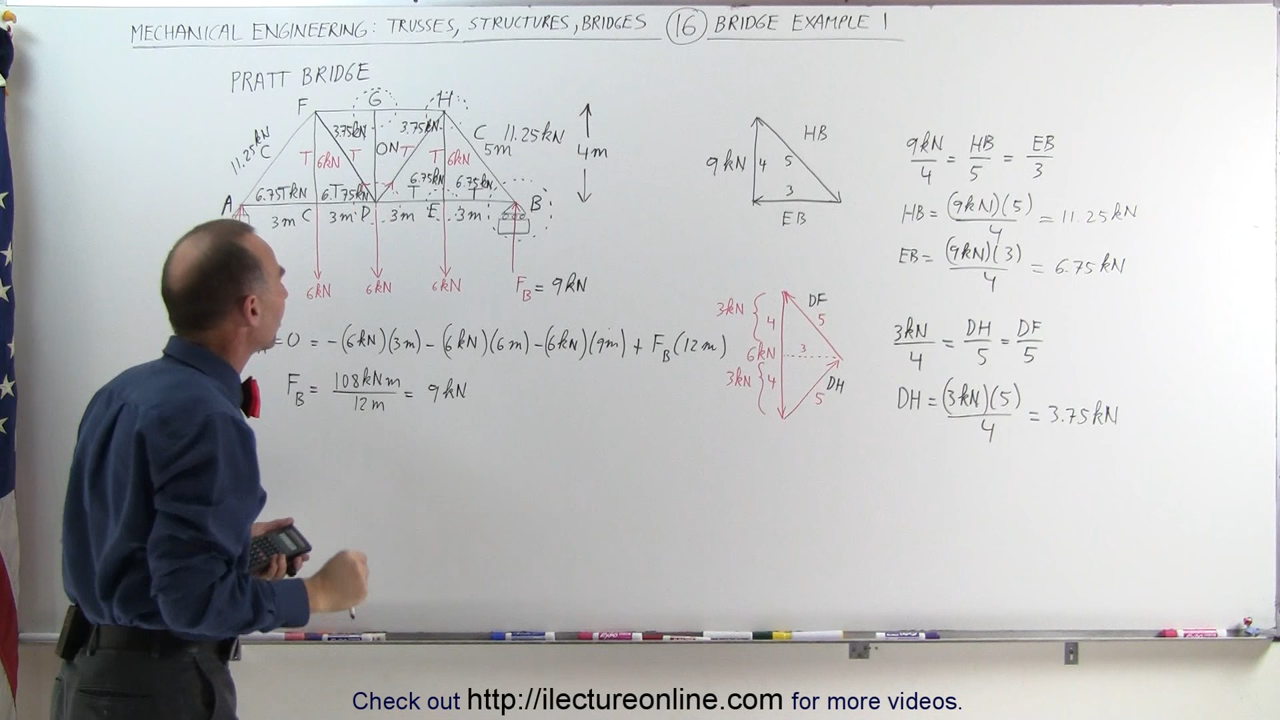 MECHANICAL ENGINEERING: TRUSSES, STRUCTURES, BRIDGES (16) BRIDGE EXAMPLE 1
PRATT BRIDGE
F G H
11.25kN C
3.75kN 3.75kN
C 11.25kN
5m
4m
T 6kN T ON T T 6kN
6.75TkN 6.T75kN 6.75kN T 6.75kN T
A C D E B
3m 3m 3m 3m
6kN 6kN 6kN
F_B = 9kN
=0 = -(6kN)(3m) - (6kN)(6m) - (6kN)(9m) + F_B (12m)
F_B = 108kNm / 12m = 9kN
9kN 4 5 3 HB
EB
3kN 4 DF 5
6kN 3
3kN 4 DH 5
9kN/4 = HB/5 = EB/3
HB = (9kN)(5)/4 = 11.25kN
EB = (9kN)(3)/4 = 6.75kN
3kN/4 = DH/5 = DF/5
DH = (3kN)(5)/4 = 3.75kN
Check out http://ilectureonline.com for more videos.